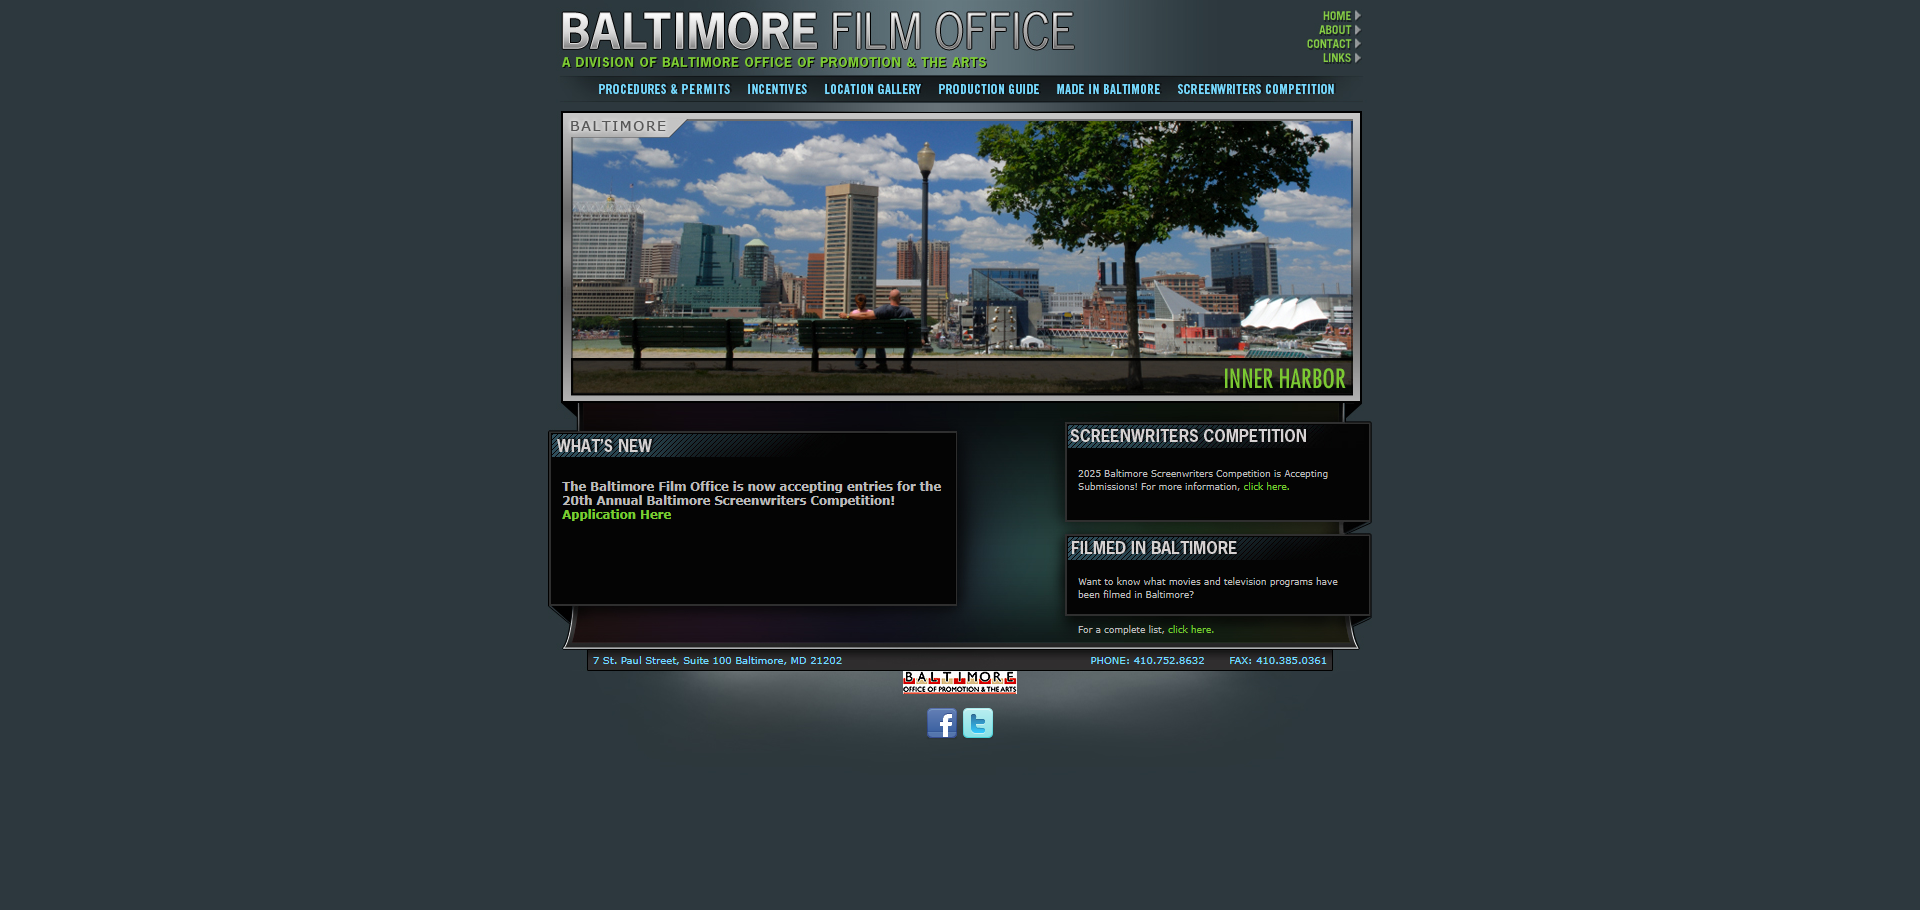 BALTIMORE FILM OFFICE
A DIVISION OF BALTIMORE OFFICE OF PROMOTION & THE ARTS
HOME
ABOUT
CONTACT
LINKS
PROCEDURES & PERMITS INCENTIVES LOCATION GALLERY PRODUCTION GUIDE MADE IN BALTIMORE SCREENWRITERS COMPETITION
BALTIMORE
INNER HARBOR
WHAT'S NEW
The Baltimore Film Office is now accepting entries for the
20th Annual Baltimore Screenwriters Competition!
Application Here
SCREENWRITERS COMPETITION
2025 Baltimore Screenwriters Competition is Accepting
Submissions! For more information, click here.
FILMED IN BALTIMORE
Want to know what movies and television programs have
been filmed in Baltimore?
For a complete list, click here.
7 St. Paul Street, Suite 100 Baltimore, MD 21202 PHONE: 410.752.8632 FAX: 410.385.0361
BALTIMORE
OFFICE OF PROMOTION & THE ARTS